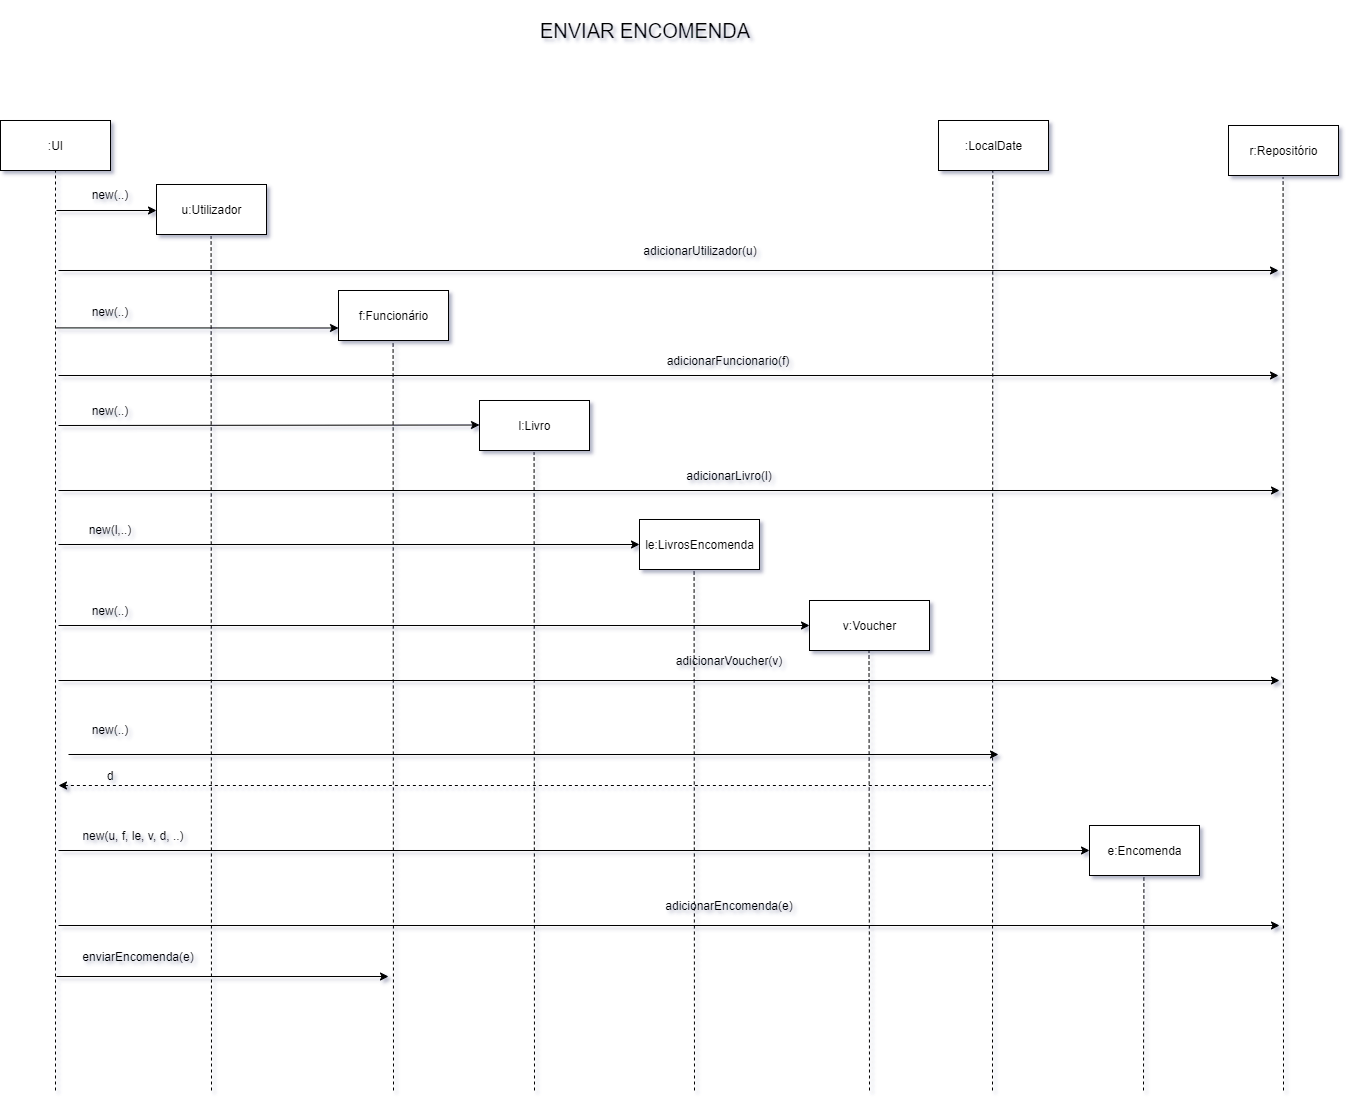 ENVIAR ENCOMENDA
:UI
:LocalDate
r:Repositório
new(..)
u:Utilizador
adicionarUtilizador(u)
new(..)
f:Funcionário
adicionarFuncionario(f)
new(..)
l:Livro
adicionarLivro(l)
new(l,..)
le:LivrosEncomenda
new(..)
v:Voucher
adicionarVoucher(v)
new(..)
d
new(u, f, le, v, d, ..)
e:Encomenda
adicionarEncomenda(e)
enviarEncomenda(e)